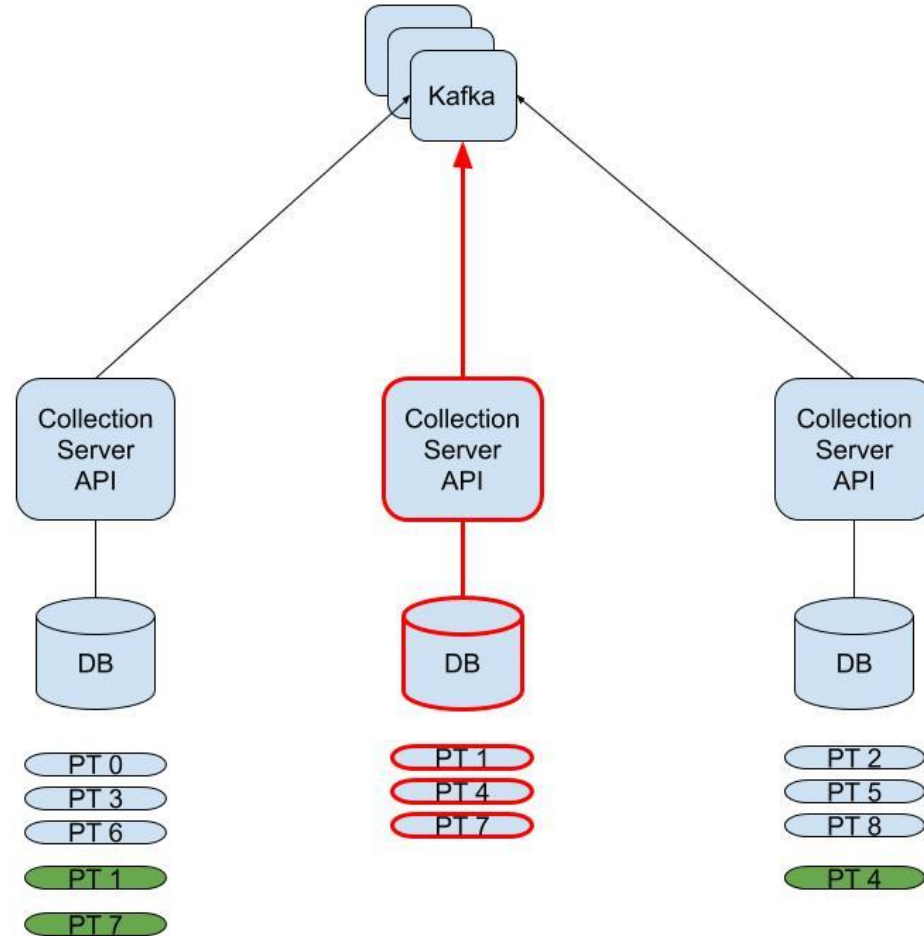 Kafka
Collection
Server
API
Collection
Server
API
Collection
Server
API
DB
DB
DB
PT 0
PT 3
PT 6
PT 1
PT 7
PT 1
PT 4
PT 7
PT 2
PT 5
PT 8
PT 4